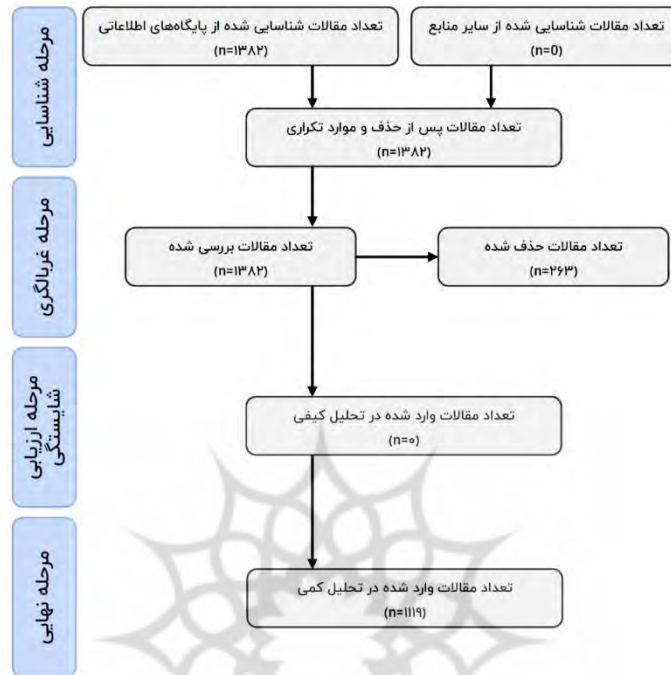 مرحله شناسایی
تعداد مقالات شناسایی شده از پایگاه‌های اطلاعاتی
(n=۱۳۸۲)
تعداد مقالات شناسایی شده از سایر منابع
(n=0)
تعداد مقالات پس از حذف و موارد تکراری
(n=۱۳۸۲)
مرحله غربالگری
تعداد مقالات بررسی شده
(n=۱۳۸۲)
تعداد مقالات حذف شده
(n=۲۶۳)
مرحله ارزیابی
شایستگی
تعداد مقالات وارد شده در تحلیل کیفی
(n=۰)
مرحله نهایی
تعداد مقالات وارد شده در تحلیل کمی
(n=۱۱۱۹)